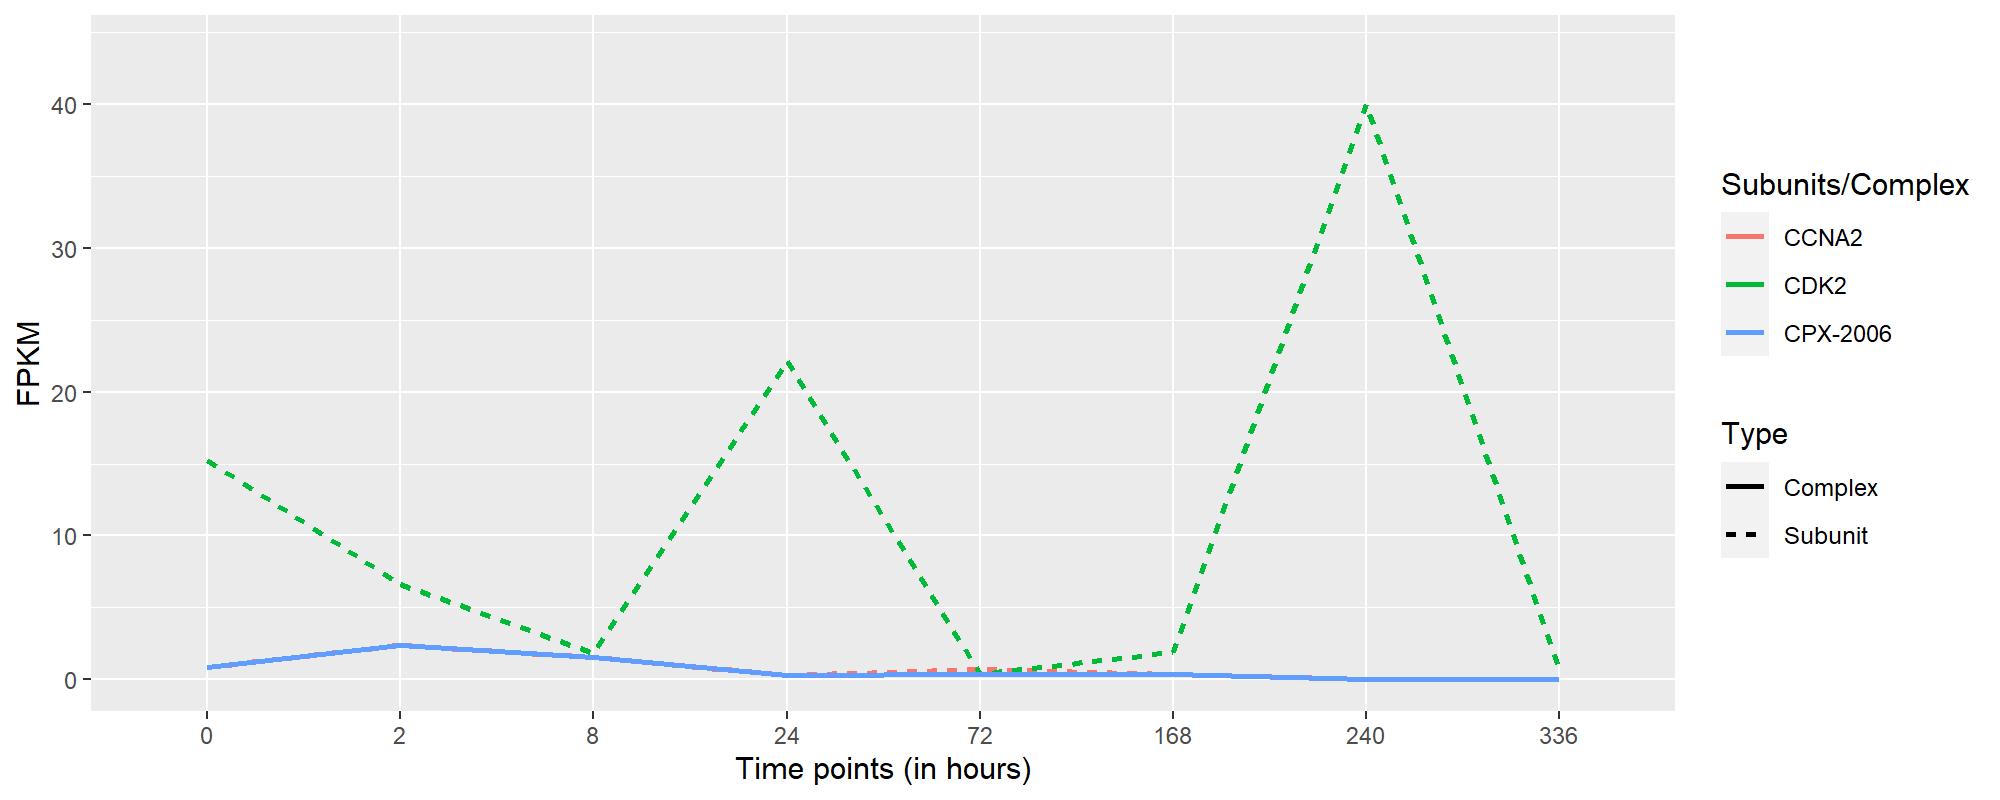 FPKM
40
30
20
10
0
0 2 8 24 72 168 240 336
Time points (in hours)
Subunits/Complex
CCNA2
CDK2
CPX-2006
Type
Complex
Subunit